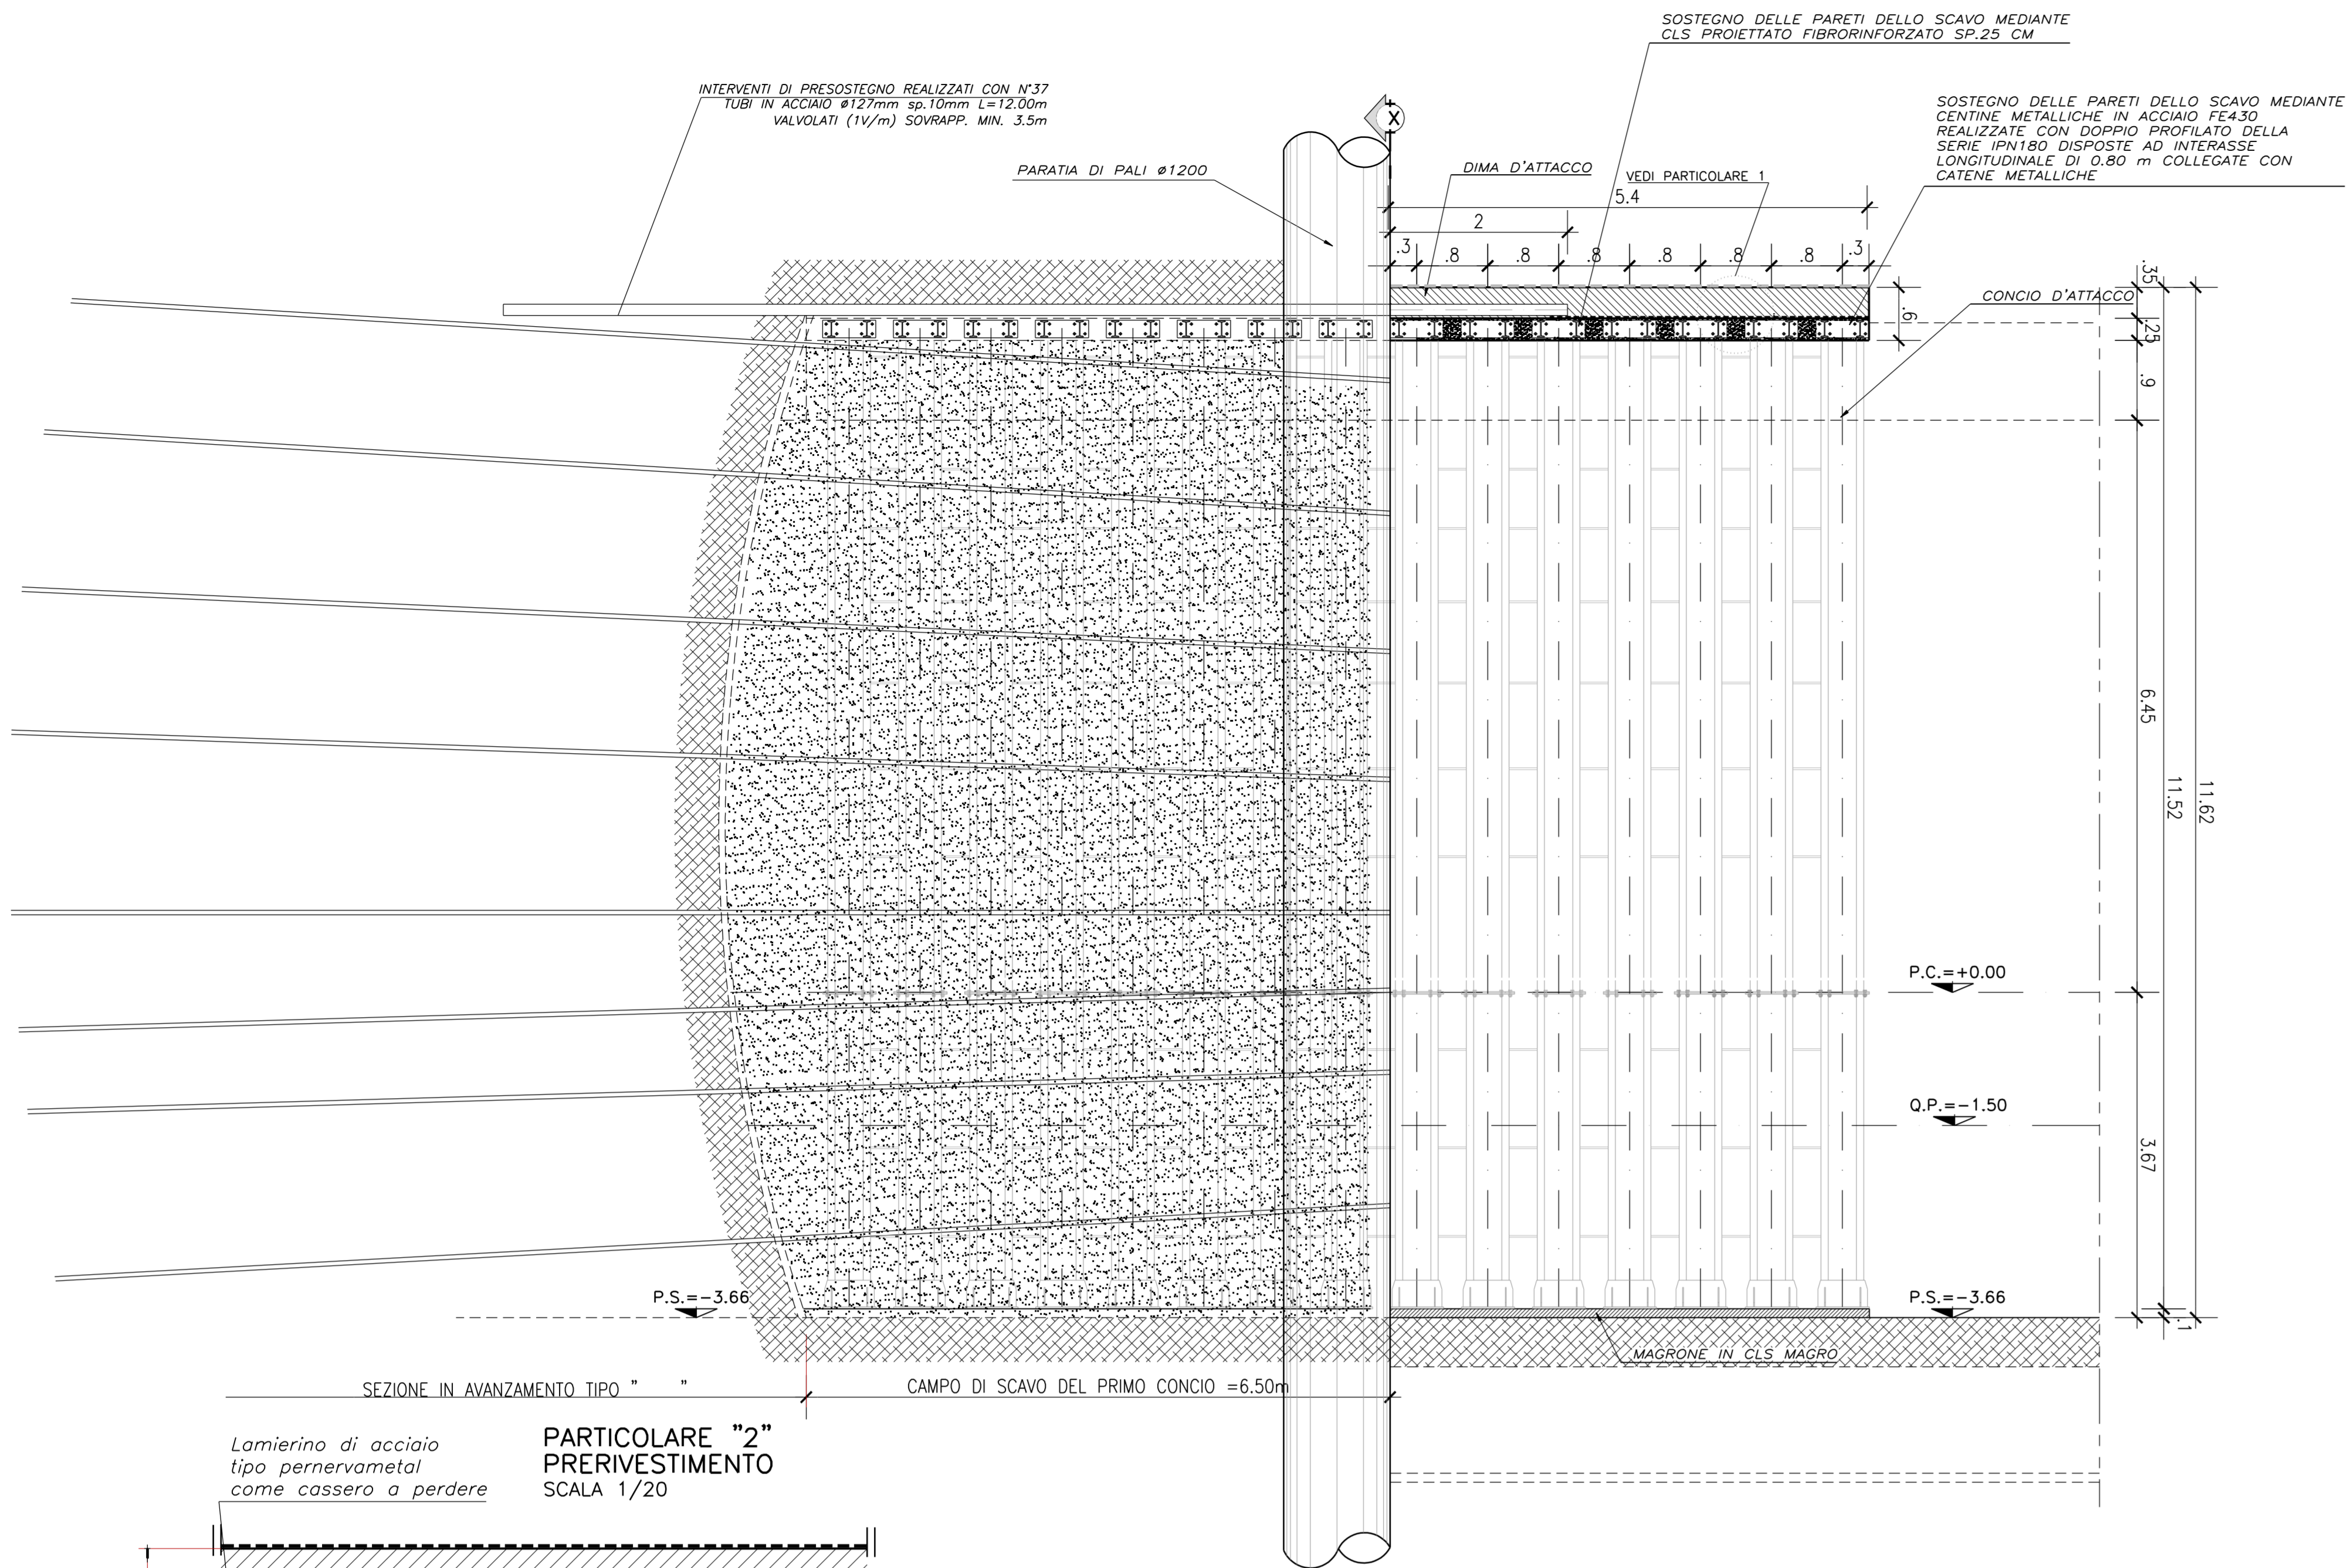 SOSTEGNO DELLE PARETI DELLO SCAVO MEDIANTE
CLS PROIETTATO FIBRORINFORZATO SP.25 CM
INTERVENTI DI PRESOSTEGNO REALIZZATI CON N°37
TUBI IN ACCIAIO ø127mm sp.10mm L=12.00m
VALVOLATI (1V/m) SOVRAPP. MIN. 3.5m
SOSTEGNO DELLE PARETI DELLO SCAVO MEDIANTE
CENTINE METALLICHE IN ACCIAIO FE430
REALIZZATE CON DOPPIO PROFILATO DELLA
SERIE IPN180 DISPOSTE AD INTERASSE
LONGITUDINALE DI 0.80 m COLLEGATE CON
CATENE METALLICHE
X
PARATIA DI PALI ø1200
DIMA D'ATTACCO
VEDI PARTICOLARE 1
5.4
2
.3
.8
.8
.8
.8
.8
.8
.3
.35
.6
.25
.9
CONCIO D'ATTACCO
6.45
11.52
11.62
P.C.=+0.00
Q.P.=-1.50
3.67
P.S.=-3.66
P.S.=-3.66
.1
MAGRONE IN CLS MAGRO
SEZIONE IN AVANZAMENTO TIPO "    "
CAMPO DI SCAVO DEL PRIMO CONCIO =6.50m
Lamierino di acciaio
tipo pernervametal
come cassero a perdere
PARTICOLARE "2"
PRERIVESTIMENTO
SCALA 1/20